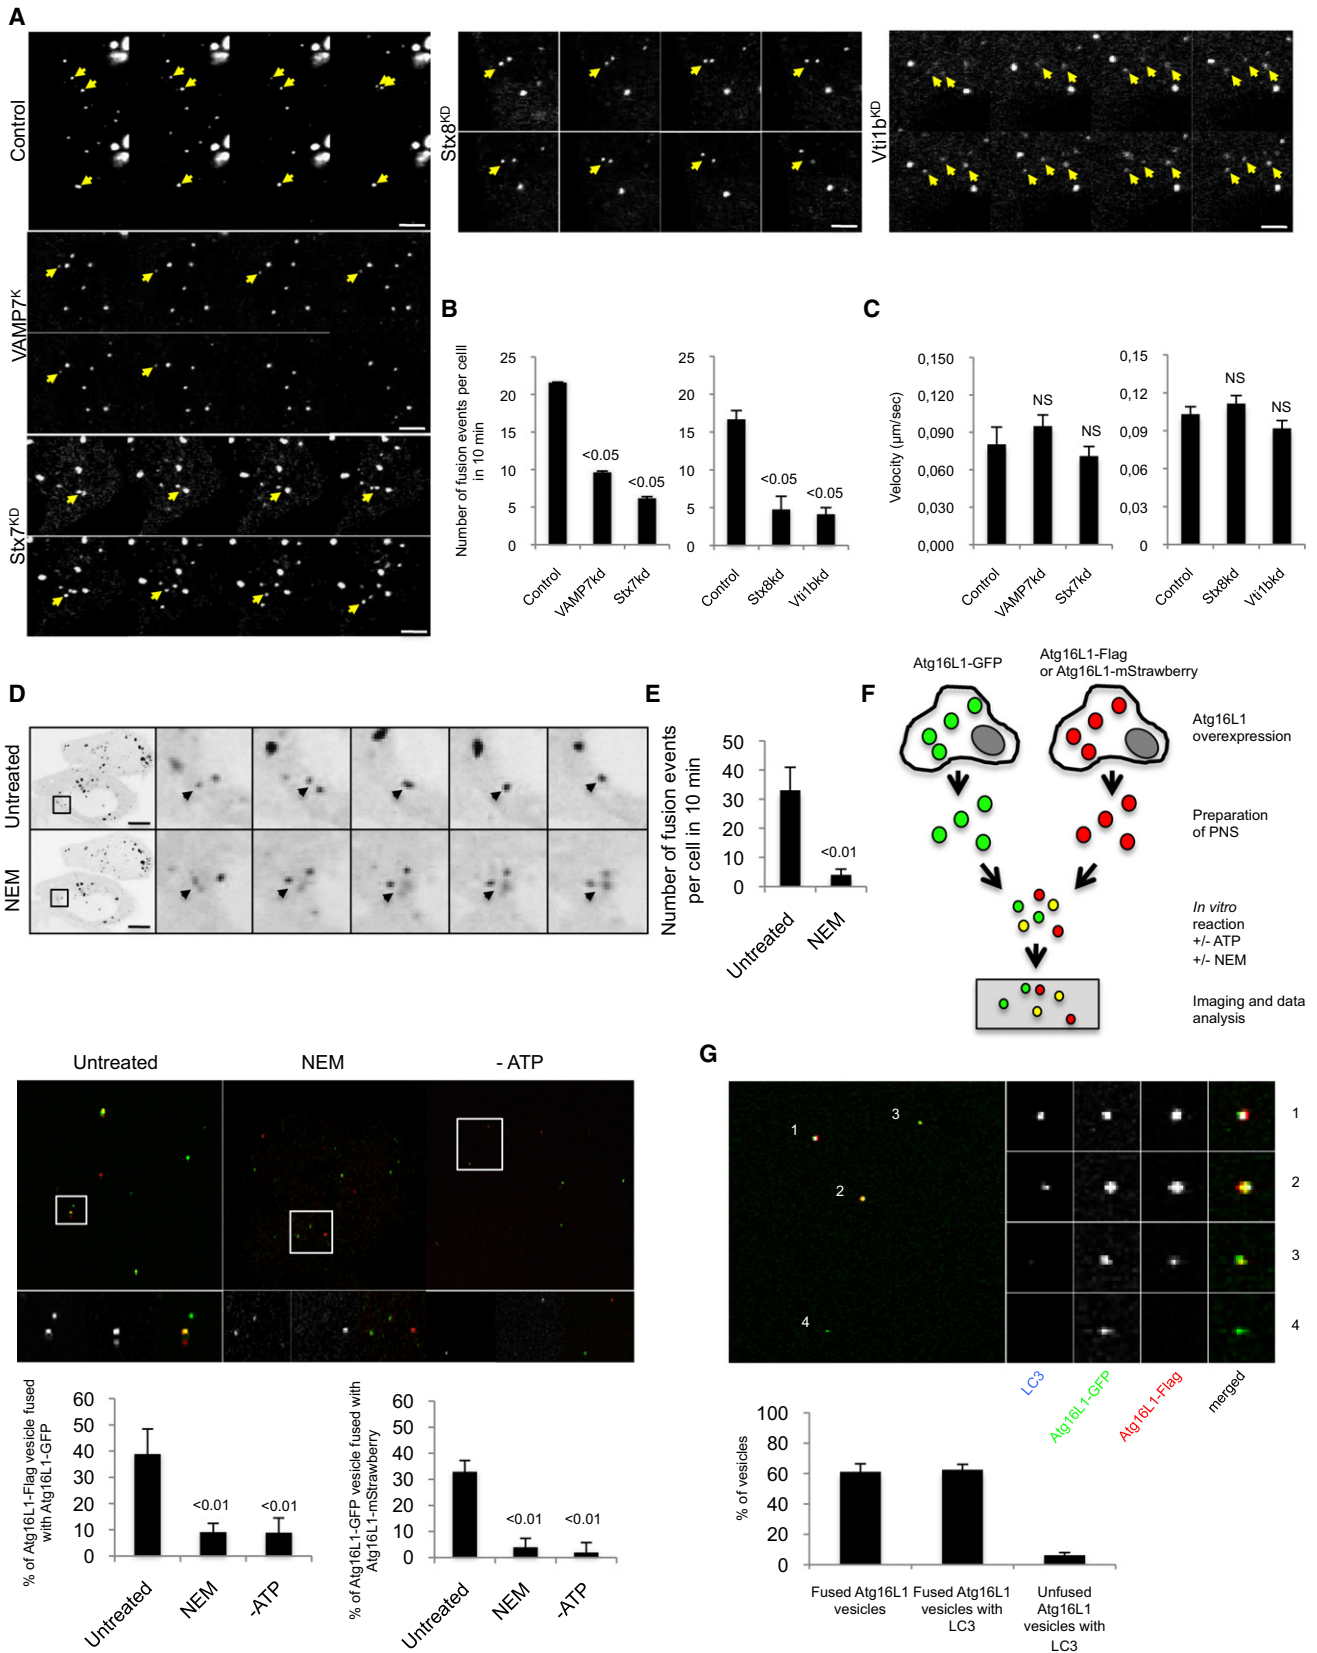 A
Control
VAMP7K
Stx7KD
Stx8KD
Vti1bKD
B
Number of fusion events per celll
in 10 min
25
20
15
10
5
0
<0.05
<0.05
Control
VAMP7kd
Stx7kd
25
20
15
10
5
0
<0.05
<0.05
Control
Stx8kd
Vti1bkd
C
Velocity (µm/sec)
0,150
0,120
0,090
0,060
0,030
0,000
NS
NS
Control
VAMP7kd
Stx7kd
0,15
0,12
0,09
0,06
0,03
0
NS
NS
Control
Stx8kd
Vti1bkd
D
Untreated
NEM
E
Number of fusion events
per cell in 10 min
50
40
30
20
10
0
<0.01
Untreated
NEM
F
Atg16L1-GFP
Atg16L1-Flag
or Atg16L1-mStrawberry
Atg16L1
overexpression
Preparation
of PNS
In vitro
reaction
+/- ATP
+/- NEM
Imaging and data
analysis
Untreated
NEM
- ATP
% of Atg16L1-Flag vesicle fused
with Atg16L1-GFP
60
50
40
30
20
10
0
<0.01
<0.01
Untreated
NEM
-ATP
% of Atg16L1-GFP vesicle fused with
Atg16L1-mStrawberry
60
50
40
30
20
10
0
<0.01
<0.01
Untreated
NEM
-ATP
G
1
2
3
4
1
2
3
4
LC3
Atg16L1-GFP
Atg16L1-Flag
merged
% of vesicles
100
80
60
40
20
0
Fused Atg16L1
vesicles
Fused Atg16L1
vesicles with
LC3
Unfused
Atg16L1
vesicles with
LC3